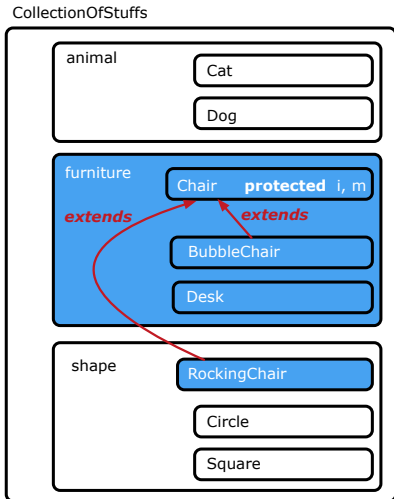 CollectionOfStuffs
animal
Cat
Dog
furniture
Chair protected i, m
extends
extends
BubbleChair
Desk
shape
RockingChair
Circle
Square